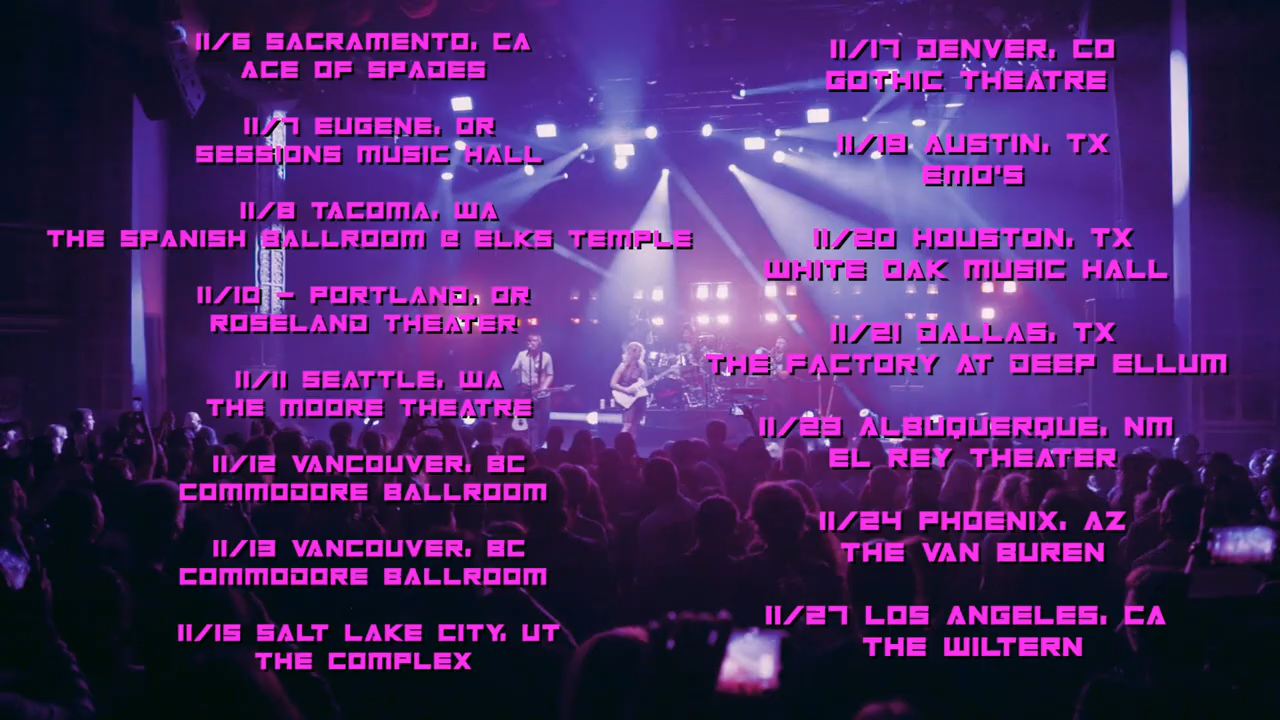 11/6 SACRAMENTO, CA
ACE OF SPADES
11/7 EUGENE, OR
SESSIONS MUSIC HALL
11/8 TACOMA, WA
THE SPANISH BALLROOM @ ELKS TEMPLE
11/10 - PORTLAND, OR
ROSELAND THEATER
11/11 SEATTLE, WA
THE MOORE THEATRE
11/12 VANCOUVER, BC
COMMODORE BALLROOM
11/13 VANCOUVER, BC
COMMODORE BALLROOM
11/15 SALT LAKE CITY, UT
THE COMPLEX
11/17 DENVER, CO
GOTHIC THEATRE
11/19 AUSTIN, TX
EMO'S
11/20 HOUSTON, TX
WHITE OAK MUSIC HALL
11/21 DALLAS, TX
THE FACTORY AT DEEP ELLUM
11/23 ALBUQUERQUE, NM
EL REY THEATER
11/24 PHOENIX, AZ
THE VAN BUREN
11/27 LOS ANGELES, CA
THE WILTERN